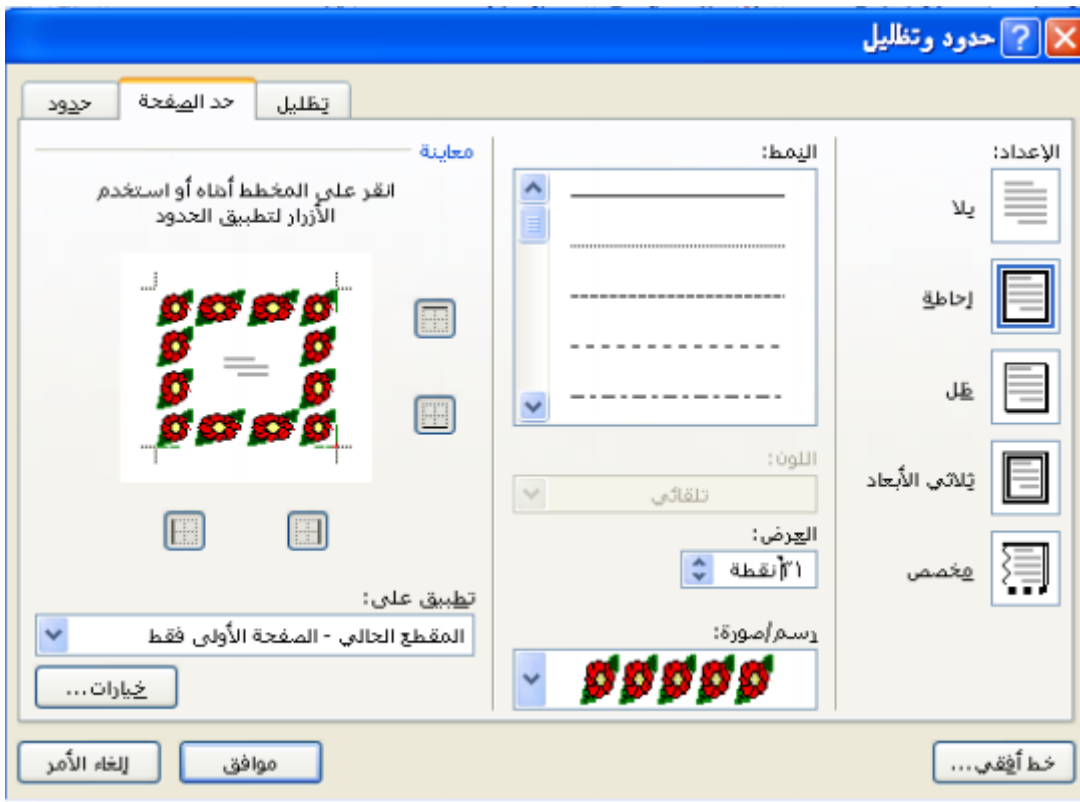 حدود وتظليل
حدود
حد الصفحة
تظليل
الإعداد:
بلا
إحاطة
ظل
ثلاثي الأبعاد
مخصص
النمط:
اللون:
تلقائي
العرض:
٣١ نقطة
رسم/صورة:
معاينة
انقر على المخطط أدناه أو استخدم
الأزرار لتطبيق الحدود
تطبيق على:
المقطع الحالي - الصفحة الأولى فقط
خيارات...
خط أفقي...
موافق
إلغاء الأمر